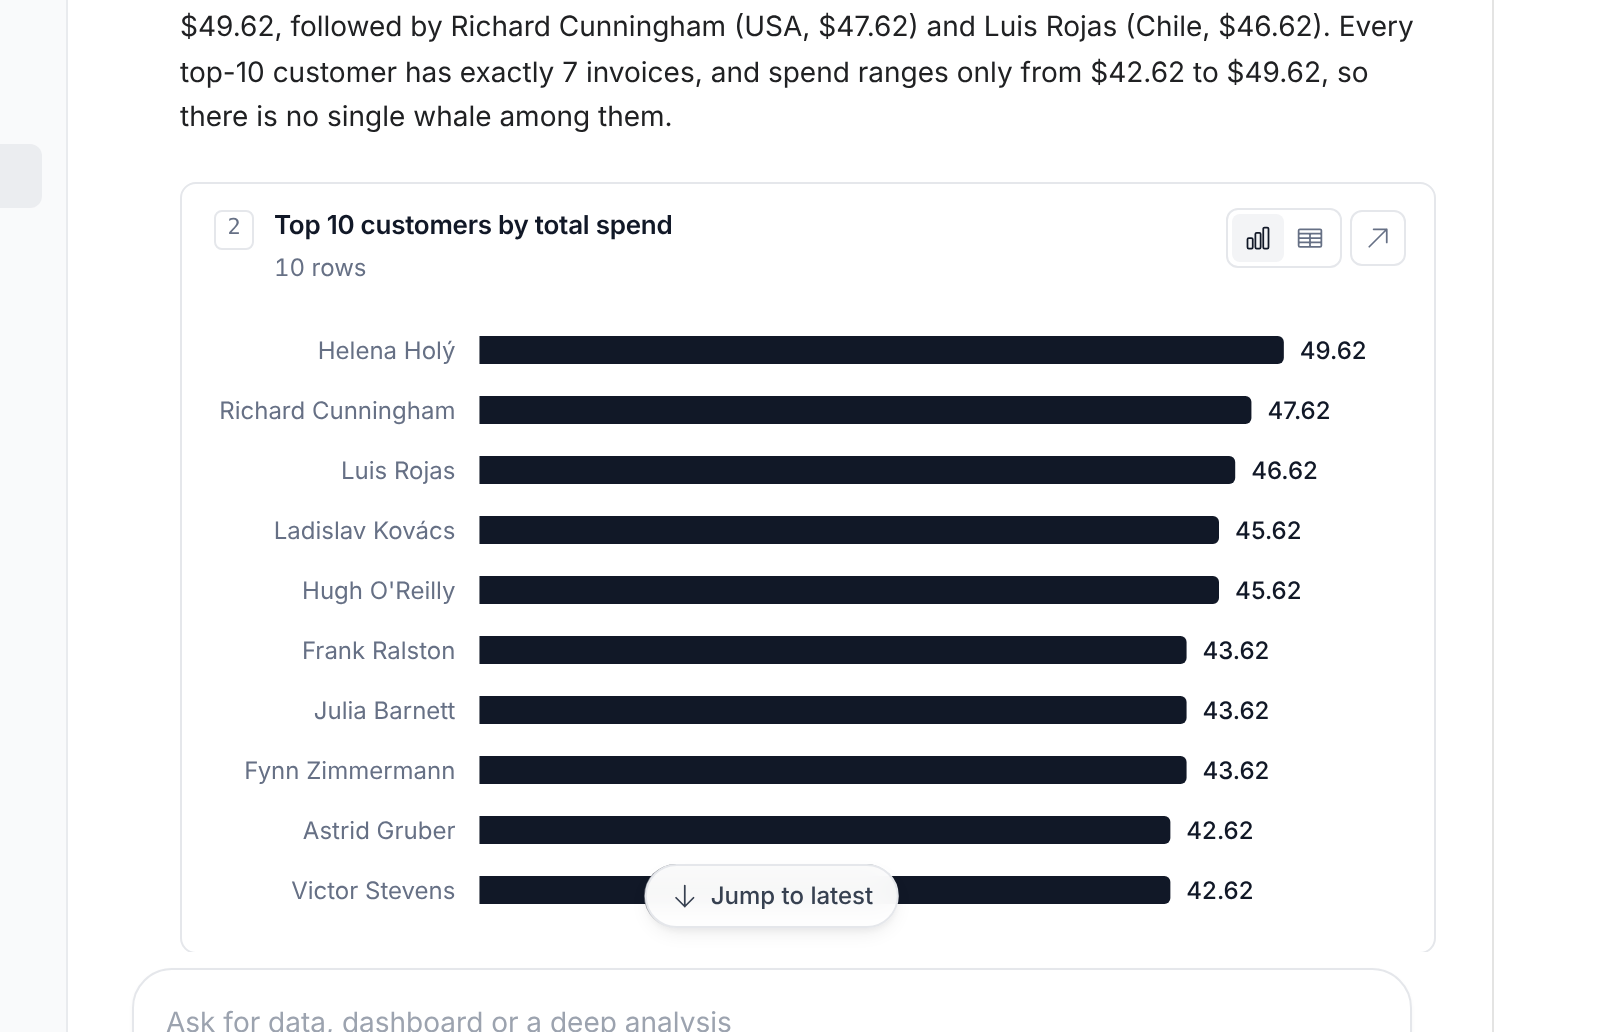 $49.62, followed by Richard Cunningham (USA, $47.62) and Luis Rojas (Chile, $46.62). Every
top-10 customer has exactly 7 invoices, and spend ranges only from $42.62 to $49.62, so
there is no single whale among them.
2 Top 10 customers by total spend
10 rows
Helena Holý 49.62
Richard Cunningham 47.62
Luis Rojas 46.62
Ladislav Kovács 45.62
Hugh O'Reilly 45.62
Frank Ralston 43.62
Julia Barnett 43.62
Fynn Zimmermann 43.62
Astrid Gruber 42.62
Victor Stevens 42.62
Jump to latest
Ask for data, dashboard or a deep analysis